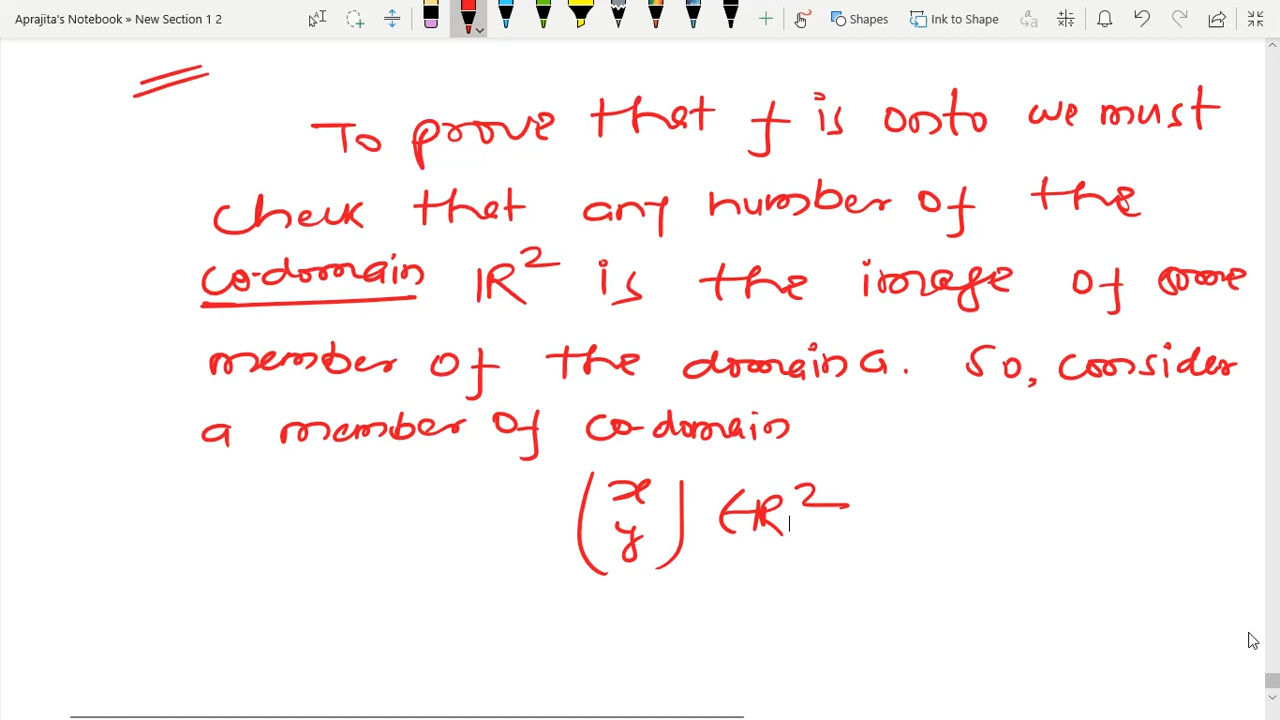 Aprajita's Notebook » New Section 1 2
Shapes
Ink to Shape
To prove that f is onto we must
check that any number of the
co-domain ℝ² is the image of some
member of the domain G. So, consider
a member of co-domain
(x
y) ∈ ℝ²